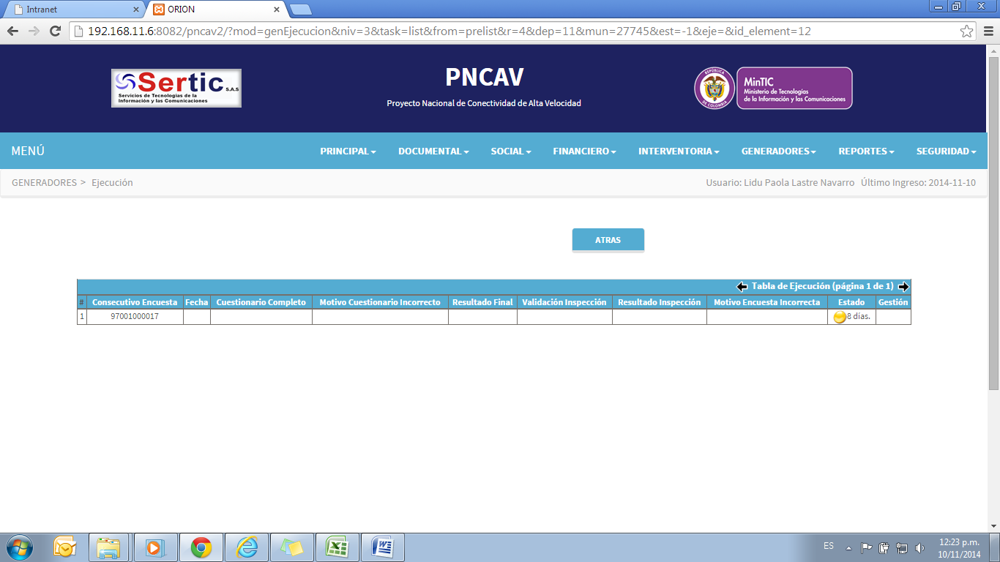 Intranet
ORION
192.168.11.6:8082/pncav2/?mod=genEjecucion&niv=3&task=list&from=prelist&r=4&dep=11&mun=27745&est=-1&eje=&id_element=12
Sertic S.A.S
Servicios de Tecnologías de la
Información y las Comunicaciones
PNCAV
Proyecto Nacional de Conectividad de Alta Velocidad
REPÚBLICA
DE COLOMBIA
MinTIC
Ministerio de Tecnologías
de la Información y las Comunicaciones
MENÚ PRINCIPAL DOCUMENTAL SOCIAL FINANCIERO INTERVENTORIA GENERADORES REPORTES SEGURIDAD
GENERADORES > Ejecución Usuario: Lidu Paola Lastre Navarro Último Ingreso: 2014-11-10
ATRAS
Tabla de Ejecución (página 1 de 1)
# Consecutivo Encuesta Fecha Cuestionario Completo Motivo Cuestionario Incorrecto Resultado Final Validación Inspección Resultado Inspección Motivo Encuesta Incorrecta Estado Gestión
1 97001000017 8 días.
ES 12:23 p.m.
10/11/2014